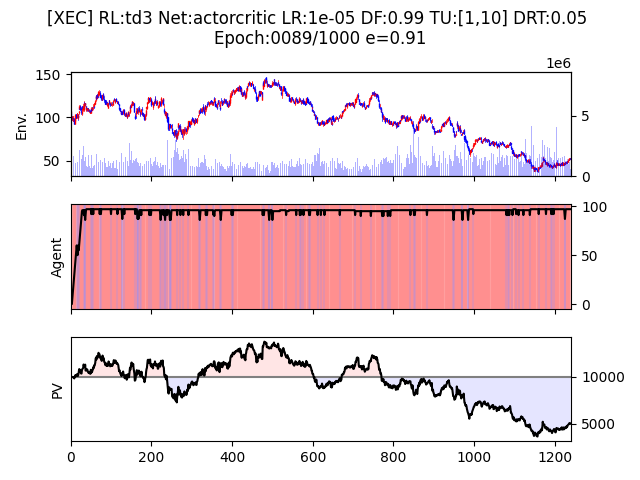 [XEC] RL:td3 Net:actorcritic LR:1e-05 DF:0.99 TU:[1,10] DRT:0.05
Epoch:0089/1000 e=0.91
1e6
150
100
50
Env.
5
0
Agent
100
50
0
PV
10000
5000
0 200 400 600 800 1000 1200